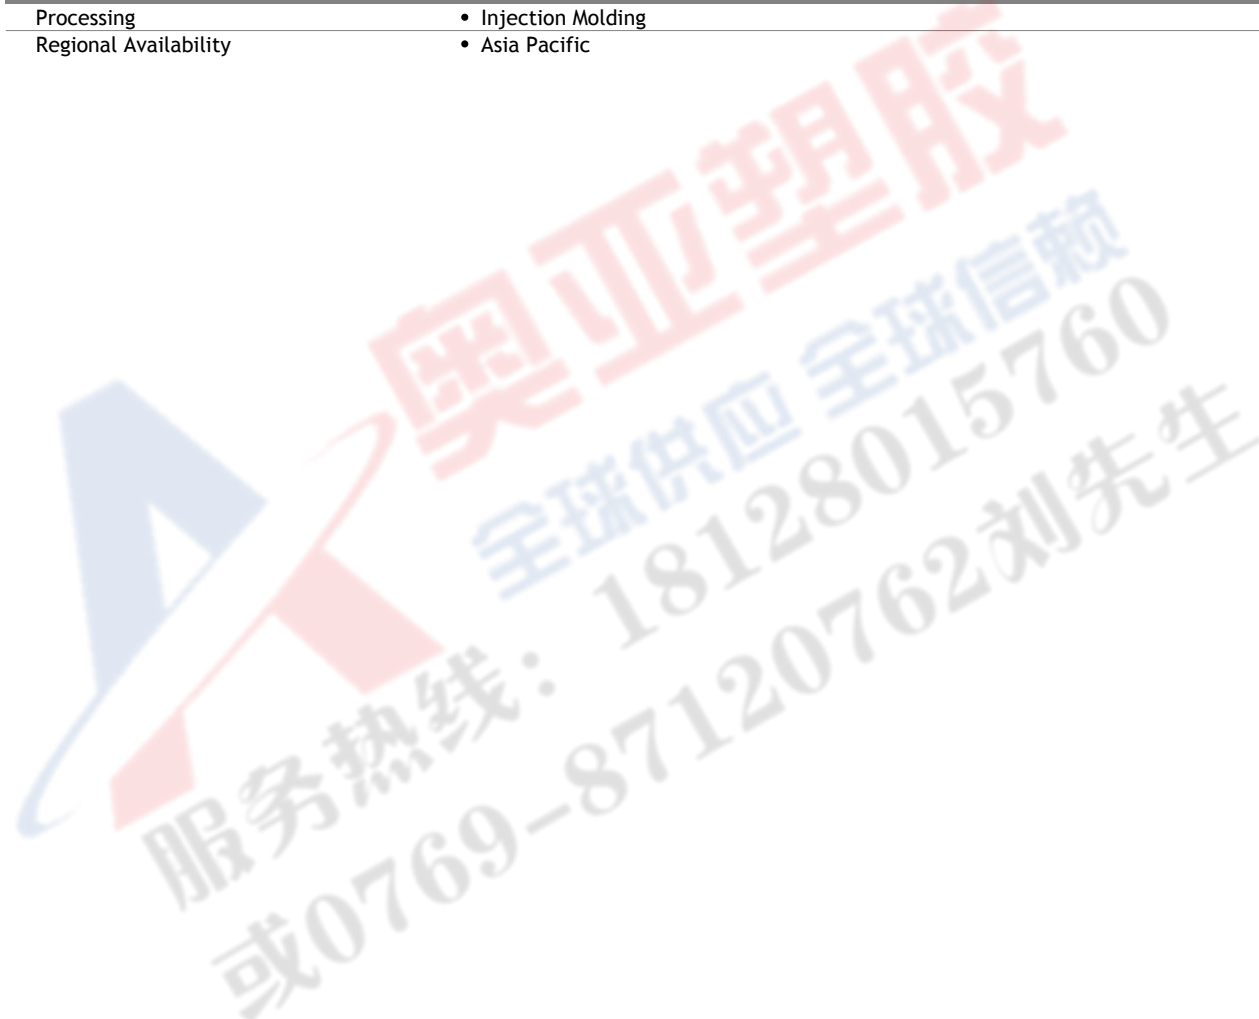 Processing • Injection Molding
Regional Availability • Asia Pacific
奥亚塑胶
全球供应 全球信赖
服务热线：18128015760
或0769-87120762刘先生